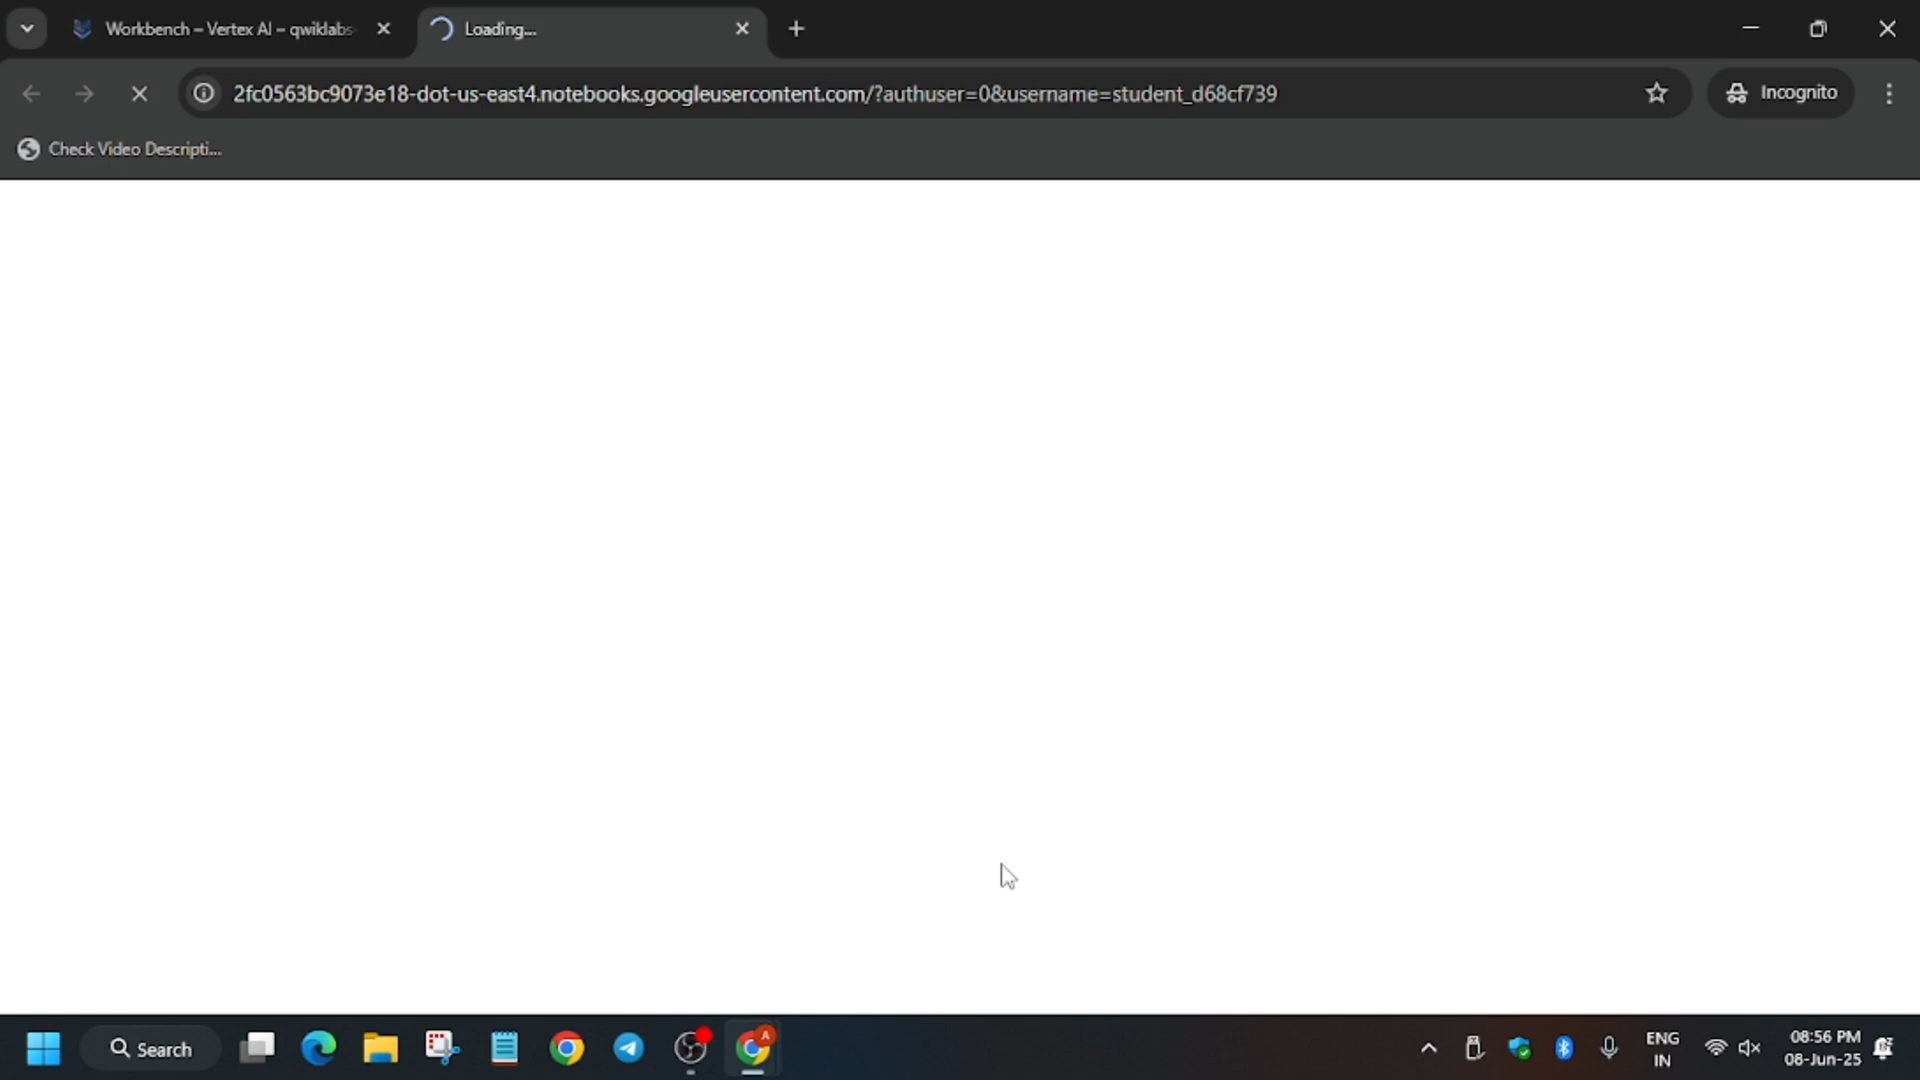 Workbench – Vertex AI – qwiklabs-
Loading...
2fc0563bc9073e18-dot-us-east4.notebooks.googleusercontent.com/?authuser=0&username=student_d68cf739
Incognito
Check Video Descripti...
Search
A
ENG
IN
08:56 PM
08-Jun-25